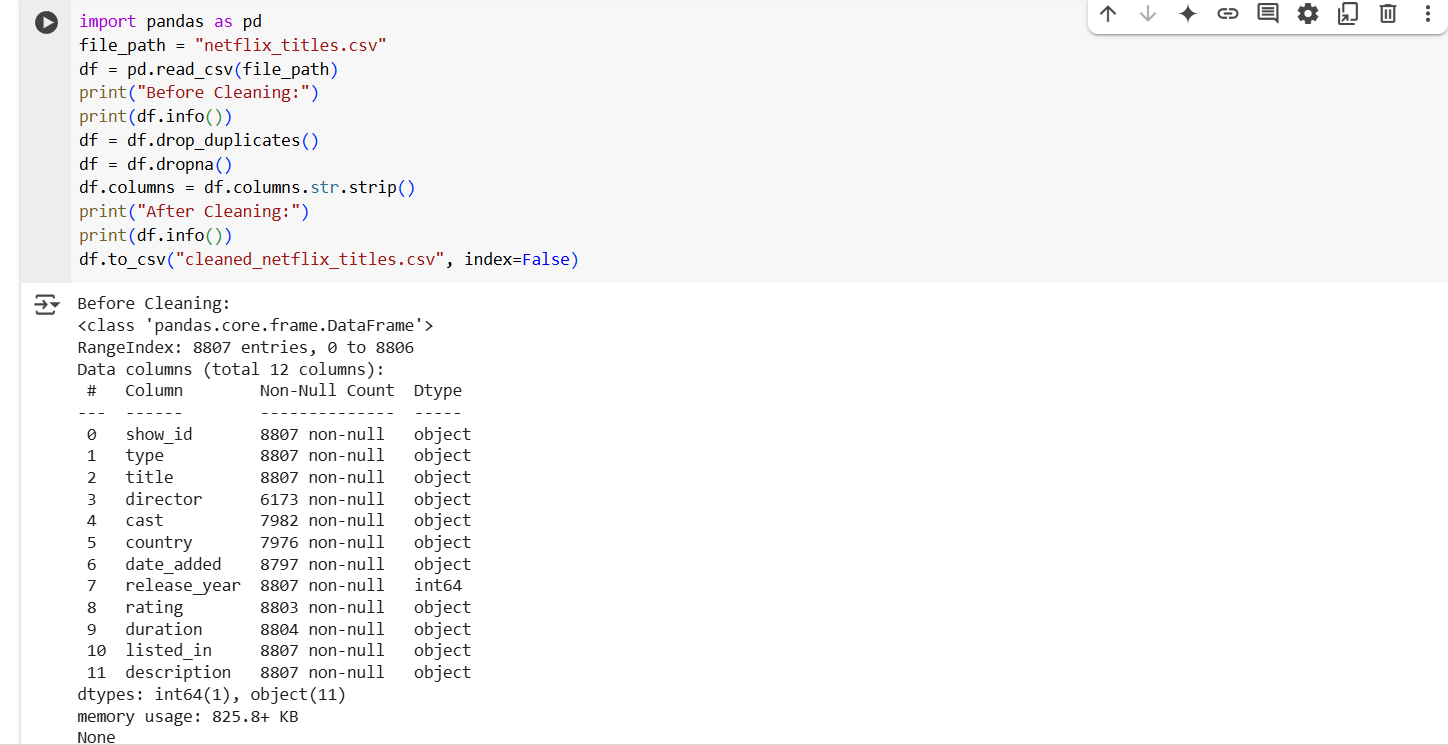 import pandas as pd
file_path = "netflix_titles.csv"
df = pd.read_csv(file_path)
print("Before Cleaning:")
print(df.info())
df = df.drop_duplicates()
df = df.dropna()
df.columns = df.columns.str.strip()
print("After Cleaning:")
print(df.info())
df.to_csv("cleaned_netflix_titles.csv", index=False)
Before Cleaning:
<class 'pandas.core.frame.DataFrame'>
RangeIndex: 8807 entries, 0 to 8806
Data columns (total 12 columns):
 #   Column        Non-Null Count  Dtype
---  ------        --------------  -----
 0   show_id       8807 non-null   object
 1   type          8807 non-null   object
 2   title         8807 non-null   object
 3   director      6173 non-null   object
 4   cast          7982 non-null   object
 5   country       7976 non-null   object
 6   date_added    8797 non-null   object
 7   release_year  8807 non-null   int64
 8   rating        8803 non-null   object
 9   duration      8804 non-null   object
 10  listed_in     8807 non-null   object
 11  description   8807 non-null   object
dtypes: int64(1), object(11)
memory usage: 825.8+ KB
None